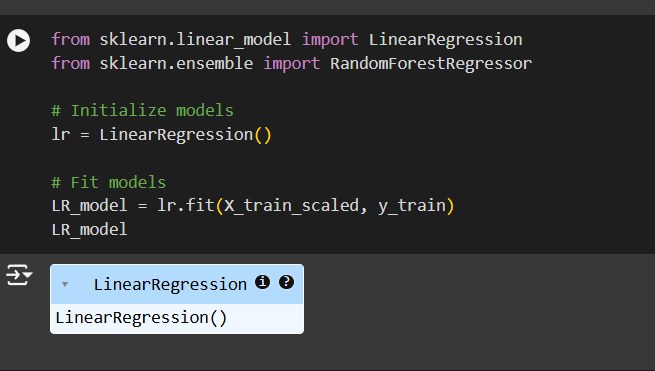 from sklearn.linear_model import LinearRegression
from sklearn.ensemble import RandomForestRegressor
# Initialize models
lr = LinearRegression()
# Fit models
LR_model = lr.fit(X_train_scaled, y_train)
LR_model
LinearRegression i ?
LinearRegression()